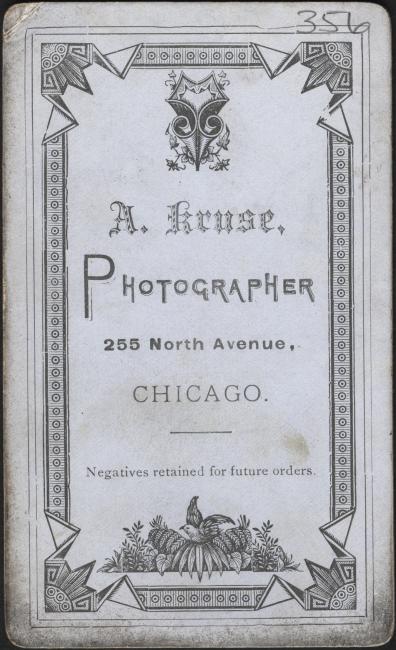 356
A. Kruse,
PHOTOGRAPHER
255 North Avenue,
CHICAGO.
Negatives retained for future orders.